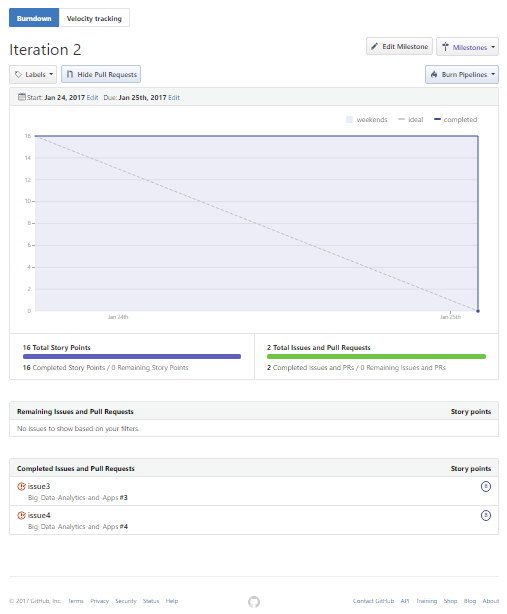 Burndown Velocity tracking
Iteration 2
Edit Milestone Milestones
Labels Hide Pull Requests Burn Pipelines
Start: Jan 24, 2017 Edit Due: Jan 25th, 2017 Edit
weekends ideal completed
16
14
12
10
8
6
4
2
0
Jan 24th Jan 25th
16 Total Story Points
16 Completed Story Points / 0 Remaining Story Points
2 Total Issues and Pull Requests
2 Completed Issues and PRs / 0 Remaining Issues and PRs
Remaining Issues and Pull Requests Story points
No issues to show based on your filters.
Completed Issues and Pull Requests Story points
issue3 8
Big-Data-Analytics-and-Apps #3
issue4 8
Big-Data-Analytics-and-Apps #4
© 2017 GitHub, Inc. Terms Privacy Security Status Help Contact GitHub API Training Shop Blog About